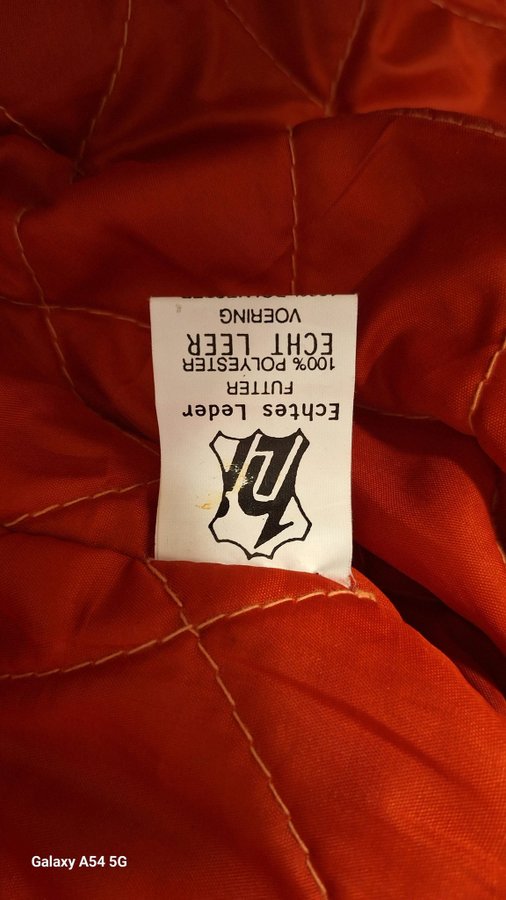 Echtes Leder
FUTTER
100% POLYESTER
ECHT LEER
VOERING
Galaxy A54 5G